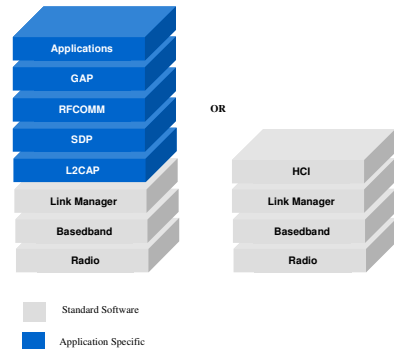 Applications
GAP
RFCOMM
SDP
L2CAP
Link Manager
Basedband
Radio
OR
HCI
Link Manager
Basedband
Radio
Standard Software
Application Specific